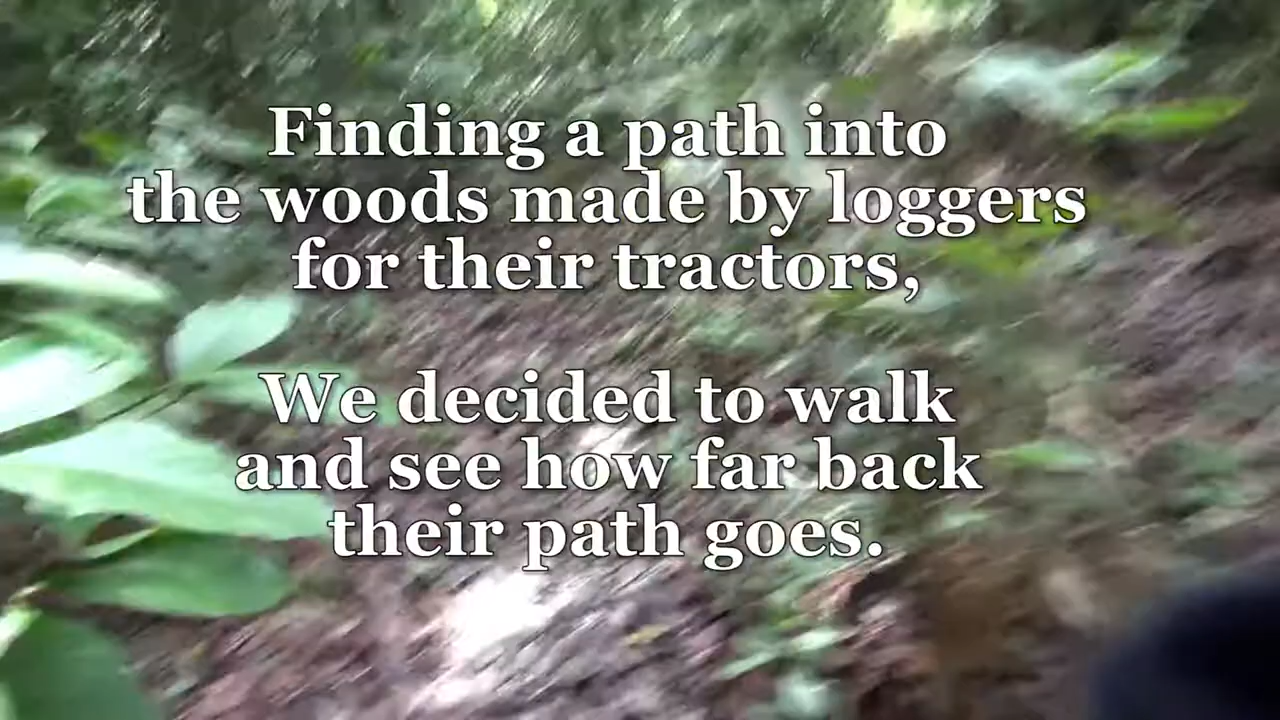 Finding a path into
the woods made by loggers
for their tractors,
We decided to walk
and see how far back
their path goes.